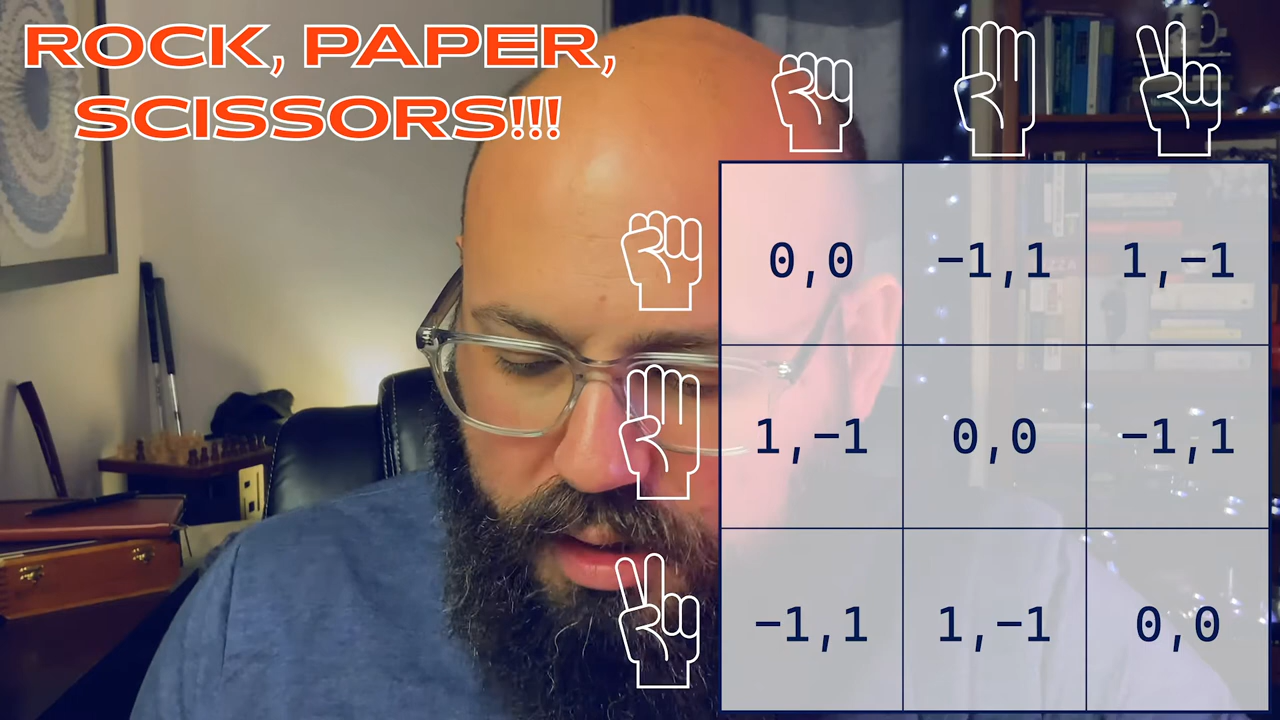 ROCK, PAPER,
SCISSORS!!!
0,0 −1,1 1,−1
1,−1 0,0 −1,1
−1,1 1,−1 0,0